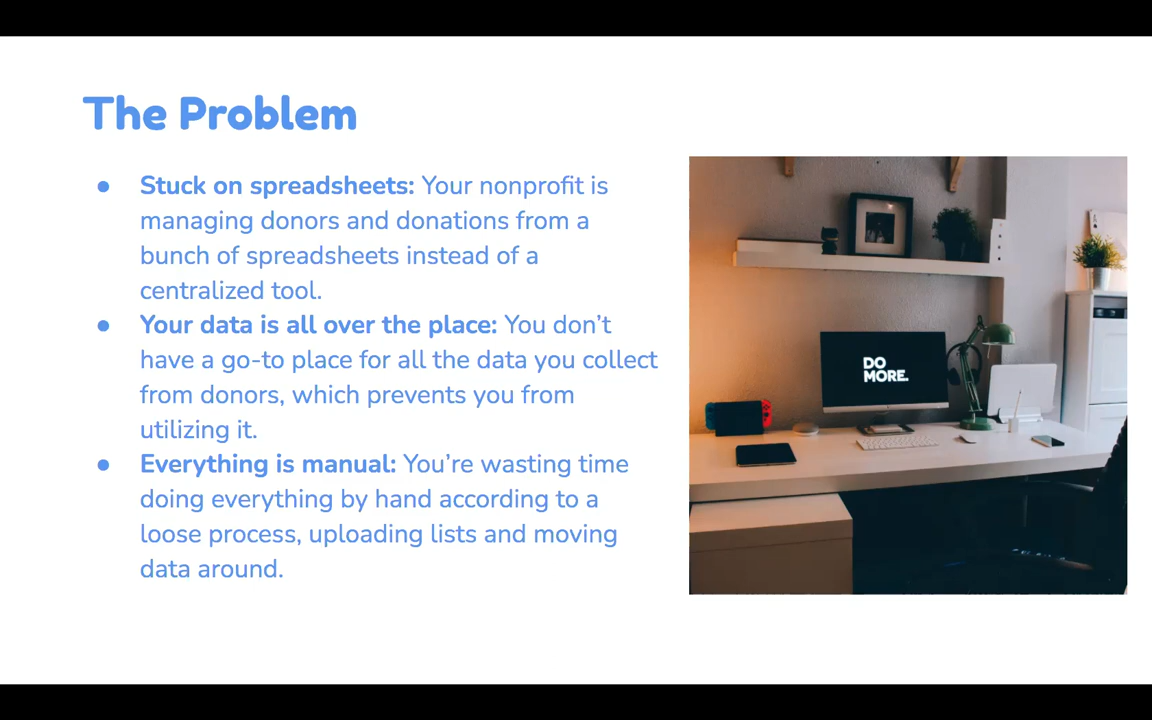 The Problem
● Stuck on spreadsheets: Your nonprofit is
managing donors and donations from a
bunch of spreadsheets instead of a
centralized tool.
● Your data is all over the place: You don’t
have a go-to place for all the data you collect
from donors, which prevents you from
utilizing it.
● Everything is manual: You’re wasting time
doing everything by hand according to a
loose process, uploading lists and moving
data around.
DO
MORE.